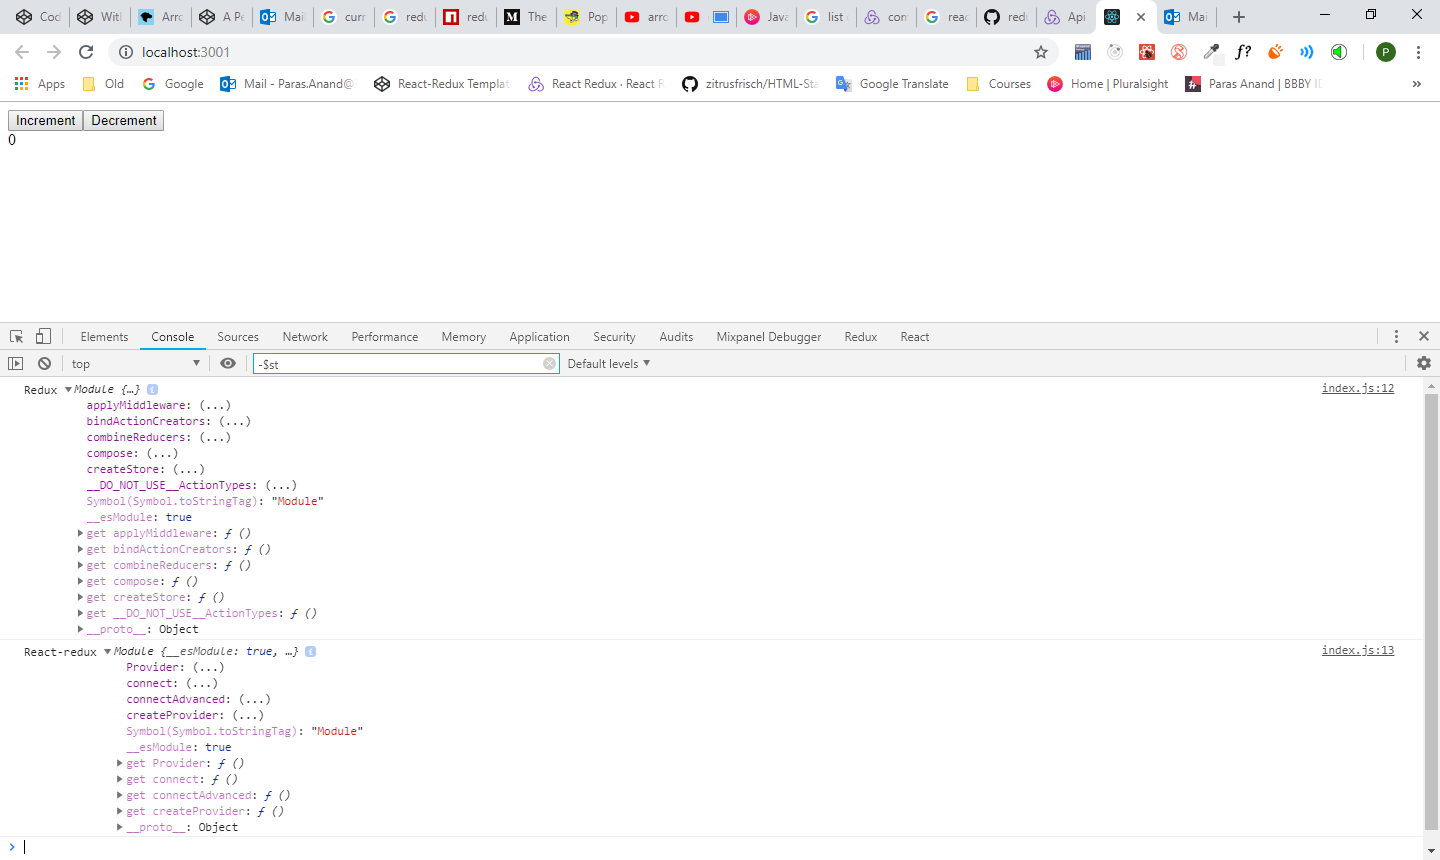 Cod With Arro A Pe Mai curr redu redu The Pop arro Java list con read redu Api Mai
localhost:3001
f?
P
Apps Old Google Mail - Paras.Anand@ React-Redux Templat React Redux · React R zitrusfrisch/HTML-Sta Google Translate Courses Home | Pluralsight Paras Anand | BBBY ID »
Increment Decrement
0
Elements Console Sources Network Performance Memory Application Security Audits Mixpanel Debugger Redux React
top -$st Default levels
Redux Module {…} index.js:12
applyMiddleware: (...)
bindActionCreators: (...)
combineReducers: (...)
compose: (...)
createStore: (...)
__DO_NOT_USE__ActionTypes: (...)
Symbol(Symbol.toStringTag): "Module"
__esModule: true
get applyMiddleware: ƒ ()
get bindActionCreators: ƒ ()
get combineReducers: ƒ ()
get compose: ƒ ()
get createStore: ƒ ()
get __DO_NOT_USE__ActionTypes: ƒ ()
__proto__: Object
React-redux Module {__esModule: true, …} index.js:13
Provider: (...)
connect: (...)
connectAdvanced: (...)
createProvider: (...)
Symbol(Symbol.toStringTag): "Module"
__esModule: true
get Provider: ƒ ()
get connect: ƒ ()
get connectAdvanced: ƒ ()
get createProvider: ƒ ()
__proto__: Object